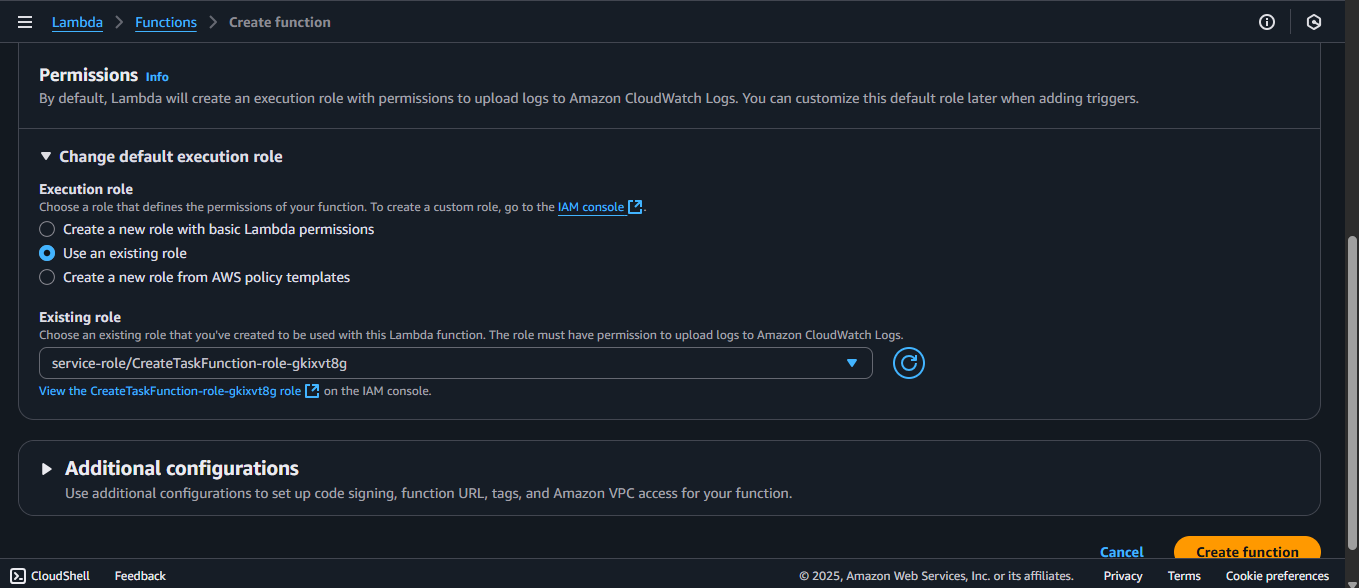 Lambda > Functions > Create function
Permissions Info
By default, Lambda will create an execution role with permissions to upload logs to Amazon CloudWatch Logs. You can customize this default role later when adding triggers.
Change default execution role
Execution role
Choose a role that defines the permissions of your function. To create a custom role, go to the IAM console.
Create a new role with basic Lambda permissions
Use an existing role
Create a new role from AWS policy templates
Existing role
Choose an existing role that you've created to be used with this Lambda function. The role must have permission to upload logs to Amazon CloudWatch Logs.
service-role/CreateTaskFunction-role-gkixvt8g
View the CreateTaskFunction-role-gkixvt8g role on the IAM console.
Additional configurations
Use additional configurations to set up code signing, function URL, tags, and Amazon VPC access for your function.
Cancel Create function
CloudShell Feedback © 2025, Amazon Web Services, Inc. or its affiliates. Privacy Terms Cookie preferences